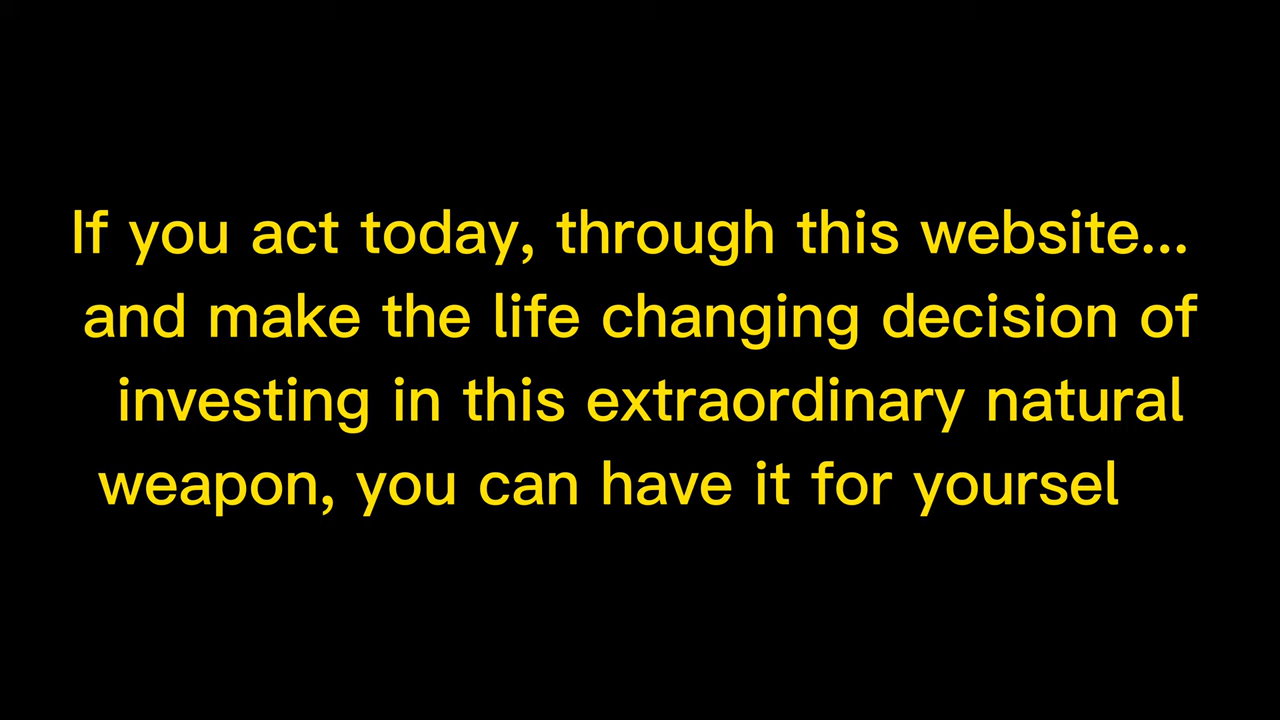 If you act today, through this website...
and make the life changing decision of
investing in this extraordinary natural
weapon, you can have it for yoursel